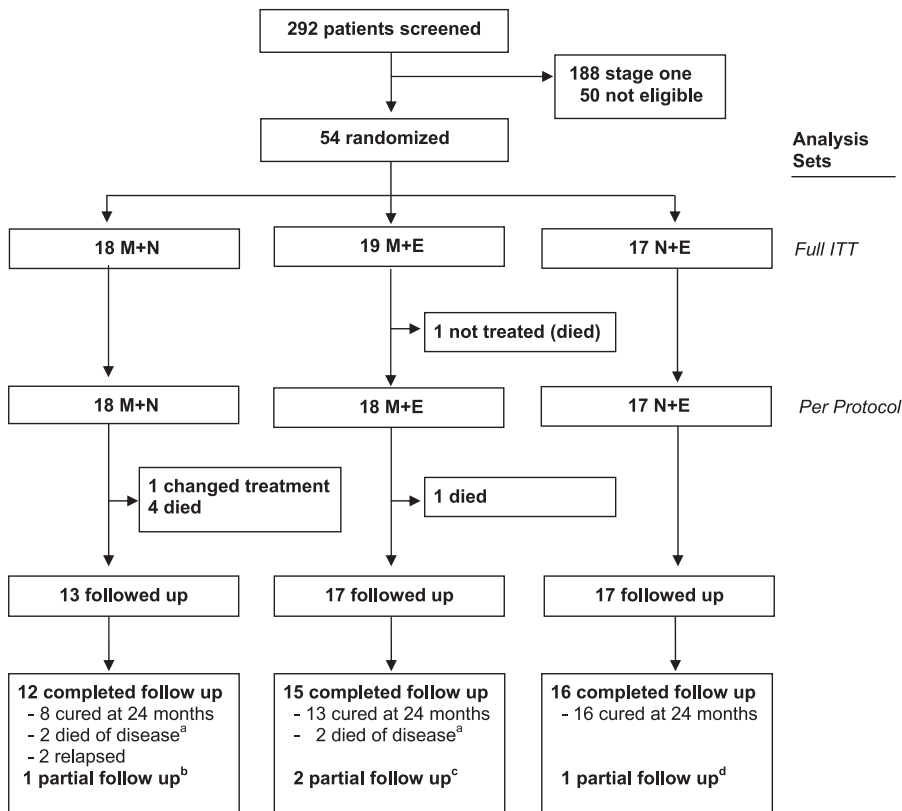 292 patients screened
188 stage one
50 not eligible
54 randomized
Analysis
Sets
18 M+N
19 M+E
17 N+E
Full ITT
1 not treated (died)
18 M+N
18 M+E
17 N+E
Per Protocol
1 changed treatment
4 died
1 died
13 followed up
17 followed up
17 followed up
12 completed follow up
- 8 cured at 24 months
- 2 died of disease^a
- 2 relapsed
1 partial follow up^b
15 completed follow up
- 13 cured at 24 months
- 2 died of disease^a
2 partial follow up^c
16 completed follow up
- 16 cured at 24 months
1 partial follow up^d